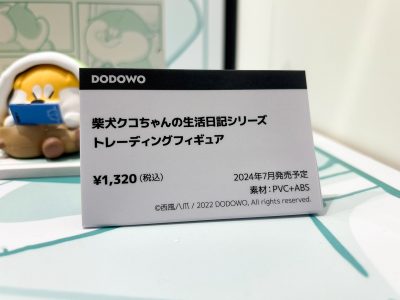 DODOWO
柴犬クコちゃんの生活日記シリーズ
トレーディングフィギュア
¥1,320(税込)
2024年7月発売予定
素材:PVC+ABS
©西風八爪 / 2022 DODOWO, All rights reserved.